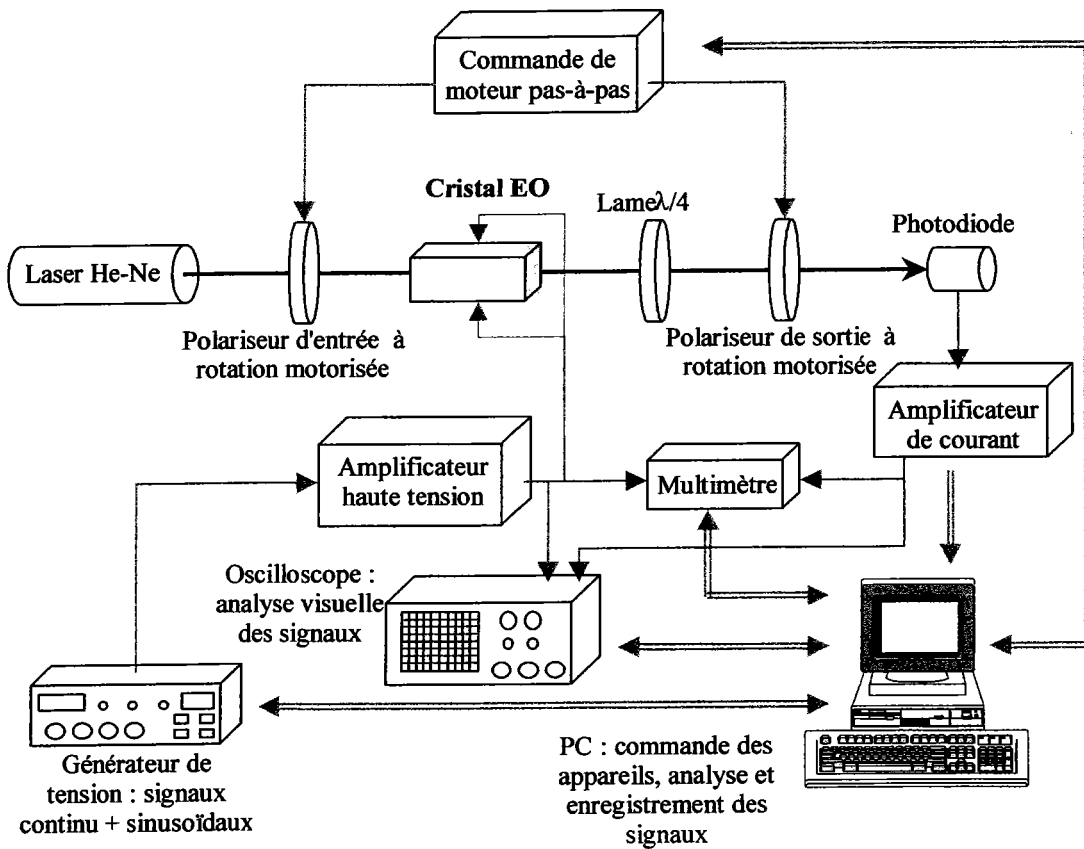 Commande de
moteur pas-à-pas
Cristal EO
Lameλ/4
Photodiode
Laser He-Ne
Polariseur d'entrée à
rotation motorisée
Polariseur de sortie à
rotation motorisée
Amplificateur
de courant
Amplificateur
haute tension
Multimètre
Oscilloscope :
analyse visuelle
des signaux
Générateur de
tension : signaux
continu + sinusoïdaux
PC : commande des
appareils, analyse et
enregistrement des
signaux